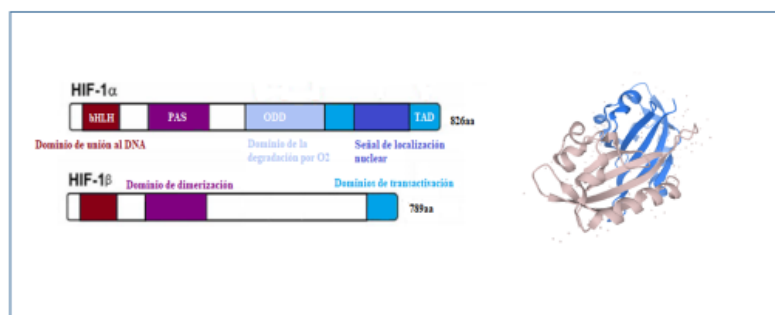 HIF-1α
bHLH PAS ODD TAD 826aa
Dominio de unión al DNA
Dominio de la
degradación por O2
Señal de localización
nuclear
HIF-1β
Dominio de dimerización
Dominios de transactivación
789aa